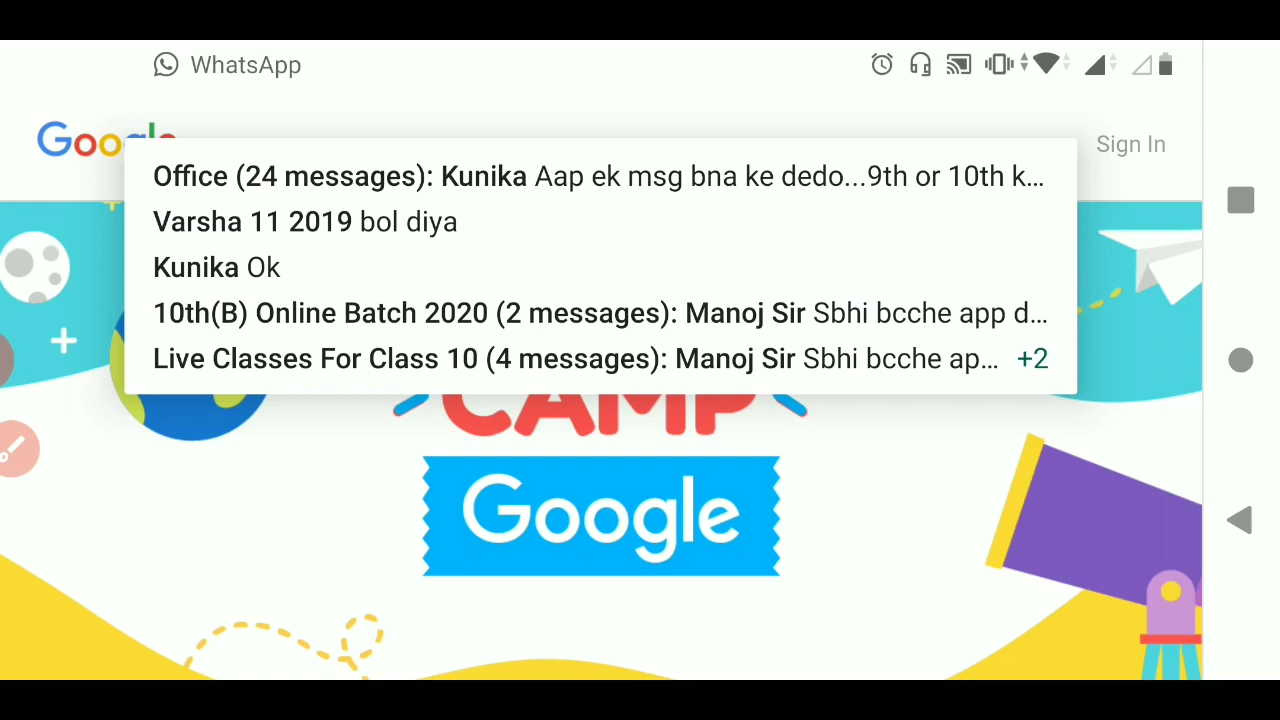 WhatsApp
Google
Sign In
Office (24 messages): Kunika Aap ek msg bna ke dedo...9th or 10th k...
Varsha 11 2019 bol diya
Kunika Ok
10th(B) Online Batch 2020 (2 messages): Manoj Sir Sbhi bcche app d...
Live Classes For Class 10 (4 messages): Manoj Sir Sbhi bcche ap... +2
CAMP
Google